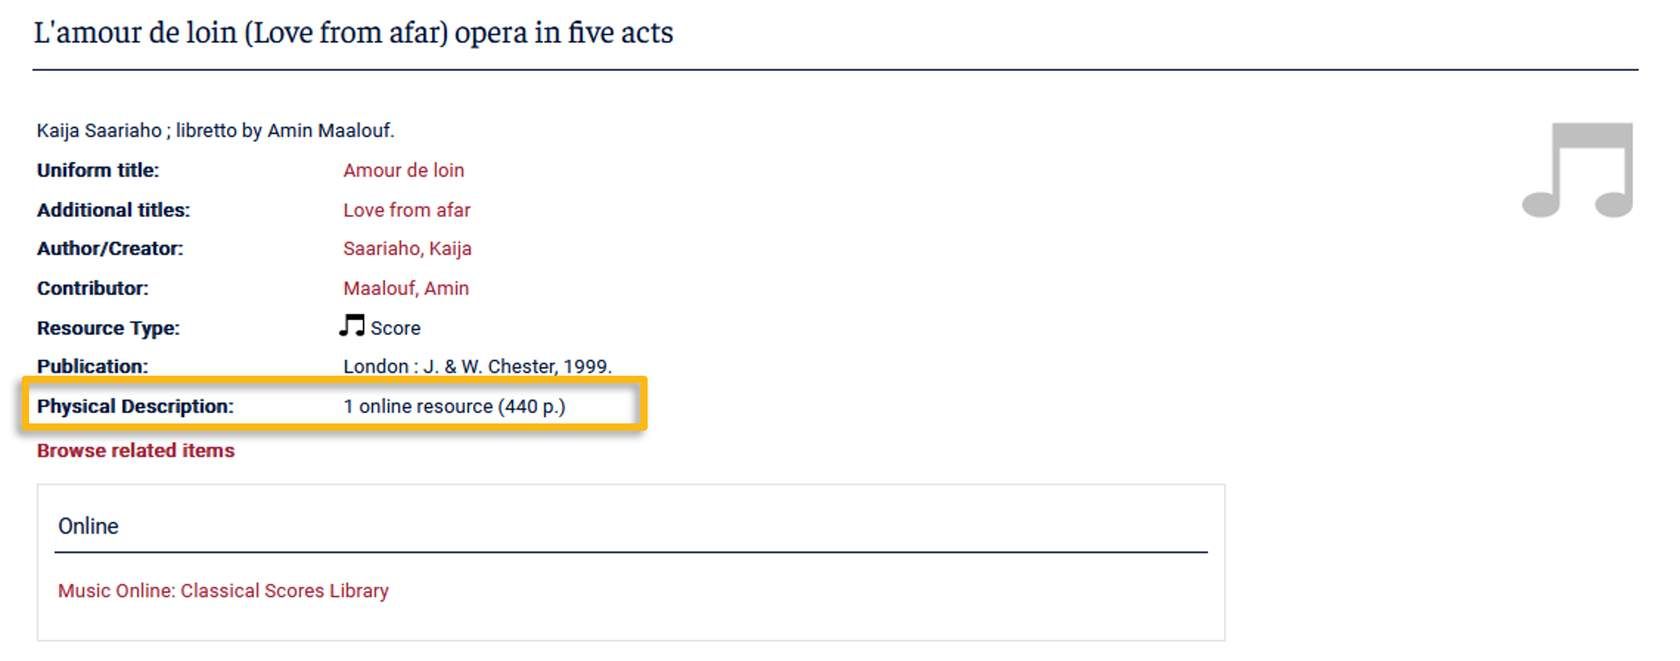 L'amour de loin (Love from afar) opera in five acts
Kaija Saariaho ; libretto by Amin Maalouf.
Uniform title: Amour de loin
Additional titles: Love from afar
Author/Creator: Saariaho, Kaija
Contributor: Maalouf, Amin
Resource Type: Score
Publication: London : J. & W. Chester, 1999.
Physical Description: 1 online resource (440 p.)
Browse related items
Online
Music Online: Classical Scores Library